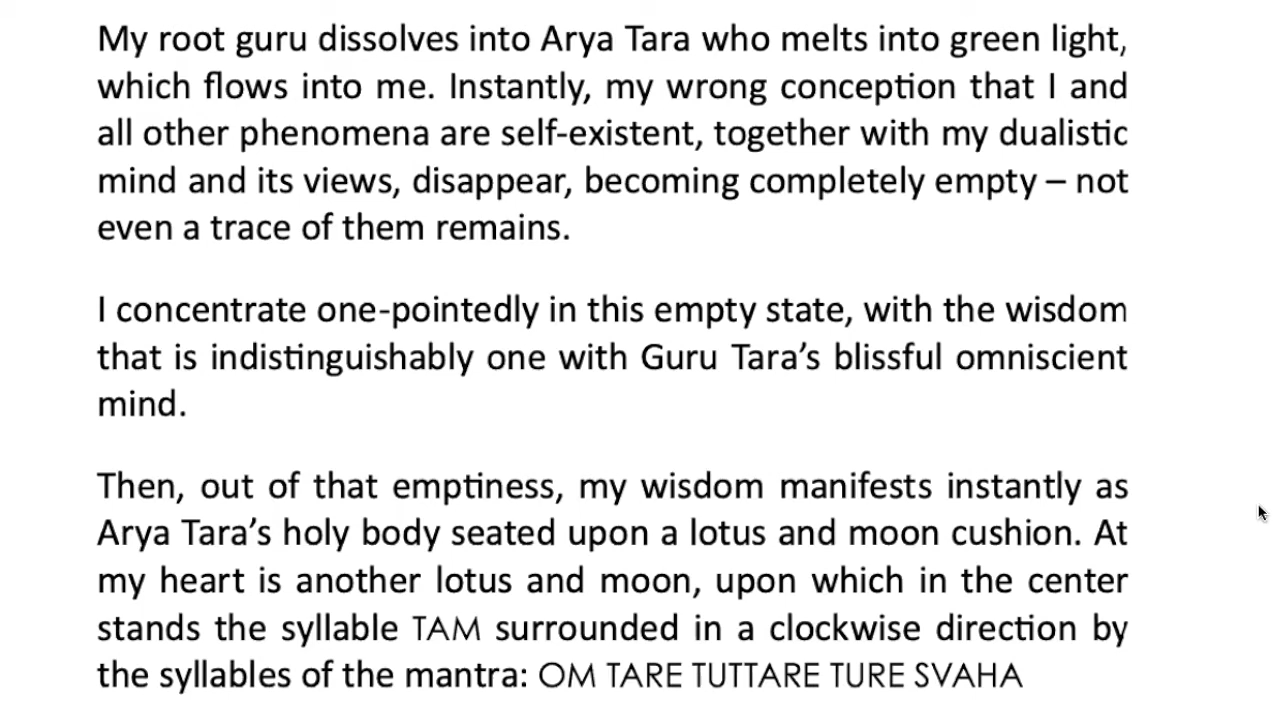 My root guru dissolves into Arya Tara who melts into green light,
which flows into me. Instantly, my wrong conception that I and
all other phenomena are self-existent, together with my dualistic
mind and its views, disappear, becoming completely empty – not
even a trace of them remains.
I concentrate one-pointedly in this empty state, with the wisdom
that is indistinguishably one with Guru Tara’s blissful omniscient
mind.
Then, out of that emptiness, my wisdom manifests instantly as
Arya Tara’s holy body seated upon a lotus and moon cushion. At
my heart is another lotus and moon, upon which in the center
stands the syllable TAM surrounded in a clockwise direction by
the syllables of the mantra: OM TARE TUTTARE TURE SVAHA